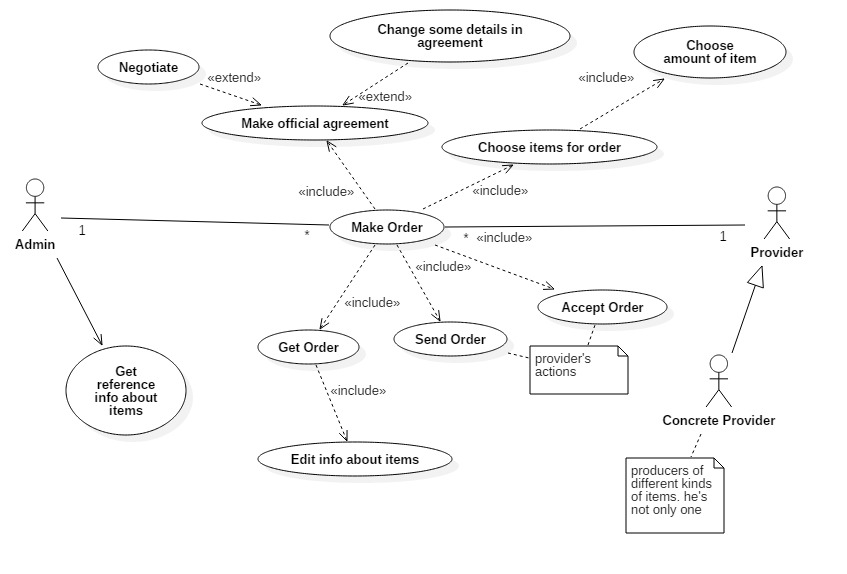 Change some details in
agreement
Choose
amount of item
Negotiate
«extend»
«include»
«extend»
Make official agreement
Choose items for order
«include»
«include»
Admin
1
*
Make Order
*
«include»
1
Provider
«include»
«include»
Accept Order
Get Order
Send Order
provider's
actions
Get
reference
info about
items
«include»
Concrete Provider
Edit info about items
producers of
different kinds
of items. he's
not only one